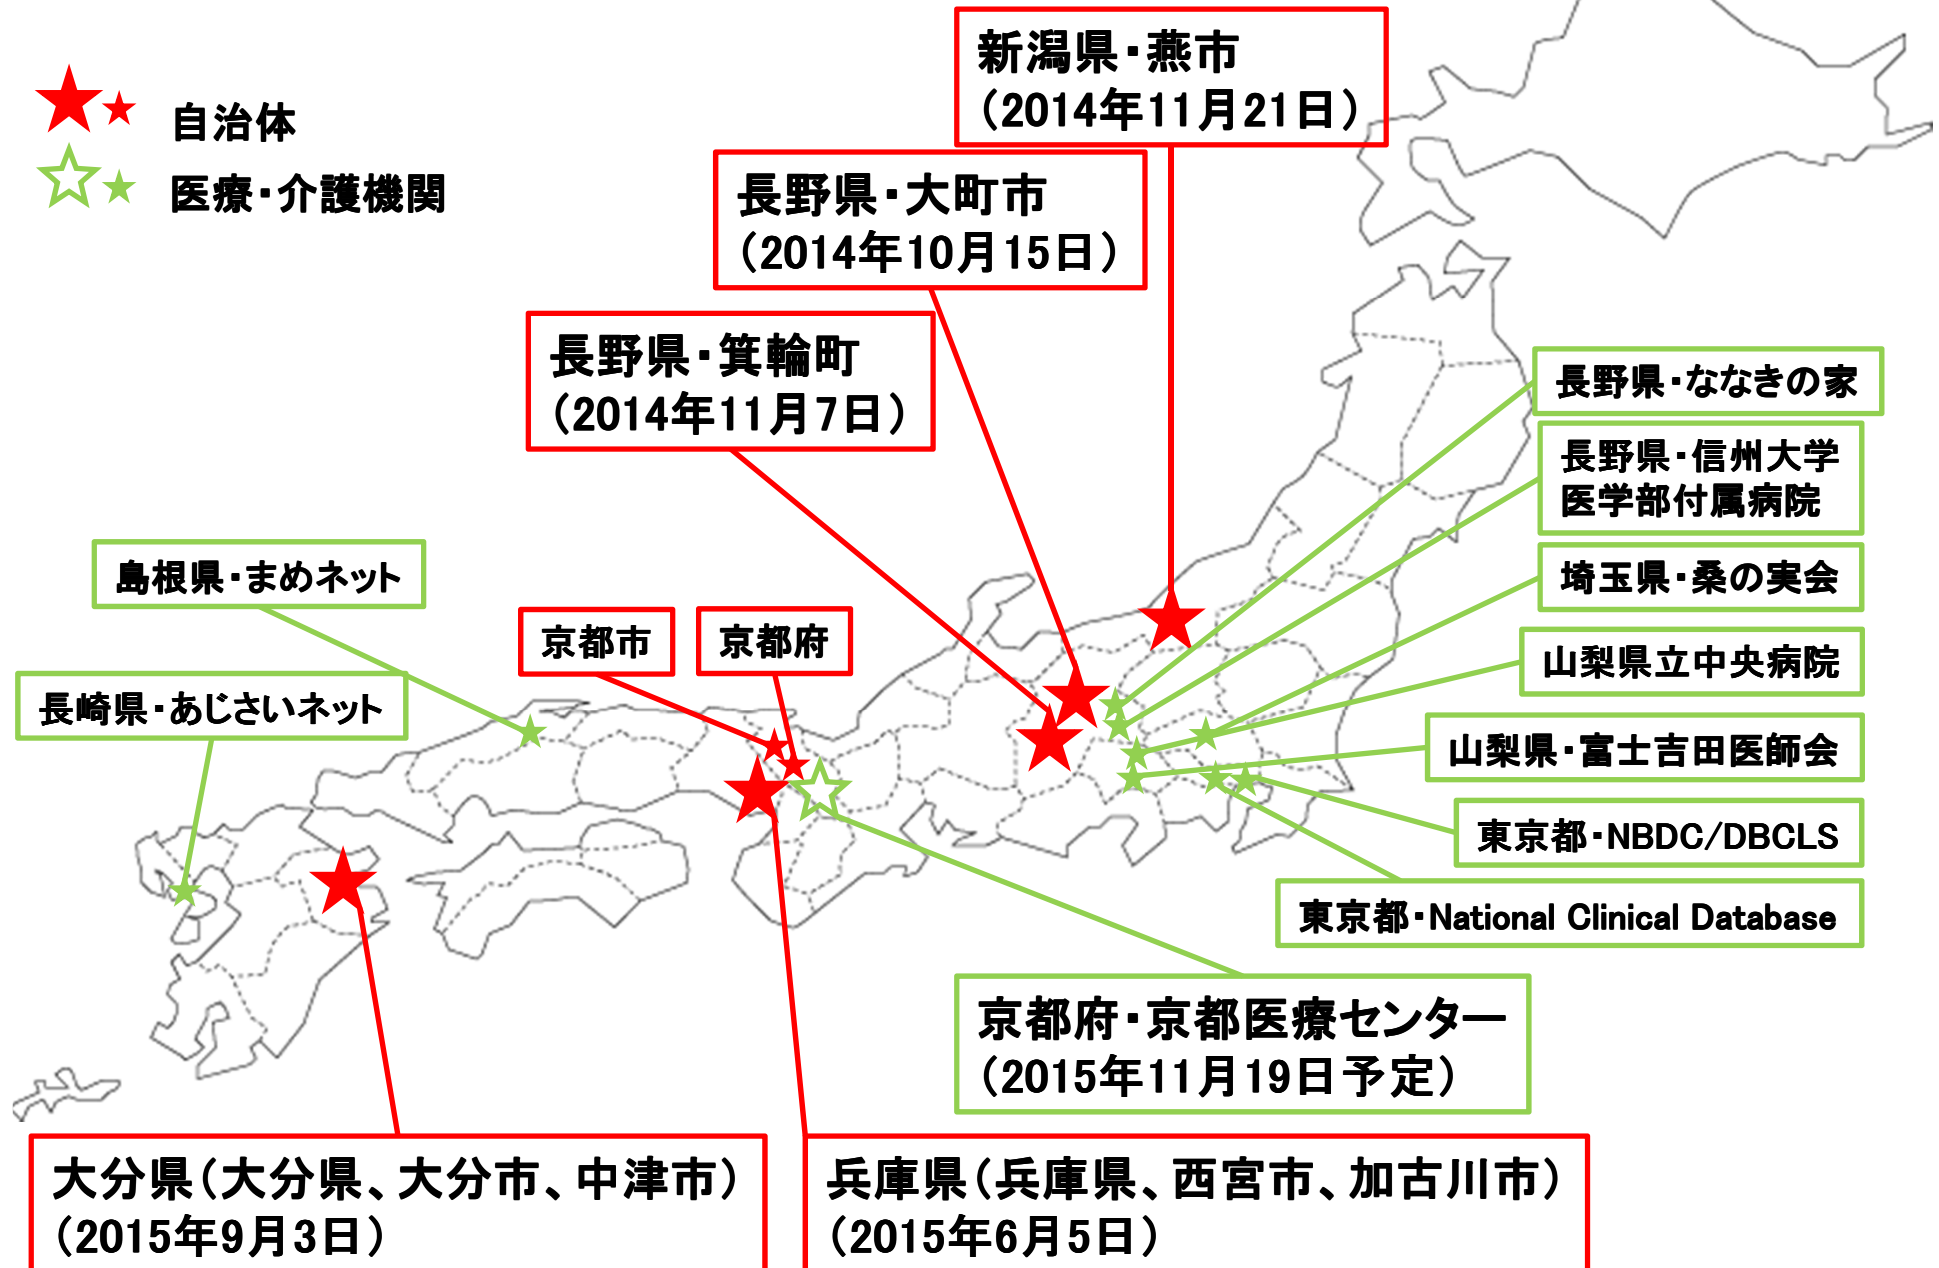 自治体
医療・介護機関
新潟県・燕市
（2014年11月21日）
長野県・大町市
（2014年10月15日）
長野県・箕輪町
（2014年11月7日）
長野県・ななきの家
長野県・信州大学
医学部付属病院
埼玉県・桑の実会
山梨県立中央病院
山梨県・富士吉田医師会
東京都・NBDC/DBCLS
東京都・National Clinical Database
島根県・まめネット
長崎県・あじさいネット
京都市
京都府
京都府・京都医療センター
（2015年11月19日予定）
大分県（大分県、大分市、中津市）
（2015年9月3日）
兵庫県（兵庫県、西宮市、加古川市）
（2015年6月5日）